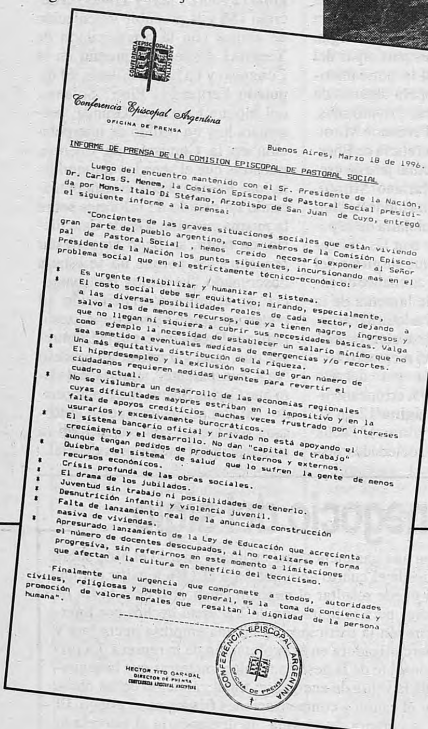 CONFERENCIA EPISCOPAL ARGENTINA
Conferencia Episcopal Argentina
OFICINA DE PRENSA
Buenos Aires, Marzo 18 de 1996.
INFORME DE PRENSA DE LA COMISION EPISCOPAL DE PASTORAL SOCIAL
Luego del encuentro mantenido con el Sr. Presidente de la Nación,
Dr. Carlos S. Menem, la Comisión Episcopal de Pastoral Social presidi-
da por Mons. Italo Di Stéfano, Arzobispo de San Juan de Cuyo, entregó
el siguiente informe a la prensa:
"Concientes de las graves situaciones sociales que están viviendo
gran parte del pueblo argentino, como miembros de la Comisión Episco-
pal de Pastoral Social , hemos creído necesario exponer al Señor
Presidente de la Nación los puntos siguientes, incursionando mas en el
problema social que en el estrictamente técnico-económico:
Es urgente flexibilizar y humanizar el sistema.
El costo social debe ser equitativo; mirando, especialmente,
a las diversas posibilidades reales de cada sector, dejando a
salvo a los de menores recursos, que ya tienen magros ingresos y
que no llegan ni siquiera a cubrir sus necesidades básicas. Valga
como ejemplo la necesidad de establecer un salario mínimo que no
sea sometido a eventuales medidas de emergencias y/o recortes.
Una más equitativa distribución de la riqueza.
El hiperdesempleo y la exclusión social de gran número de
ciudadanos requieren medidas urgentes para revertir el
cuadro actual.
No se vislumbra un desarrollo de las economías regionales
cuyas dificultades mayores estriban en lo impositivo y en la
falta de apoyos crediticios muchas veces frustrado por intereses
usurarios y excesivamente burocráticos.
El sistema bancario oficial y privado no está apoyando el
crecimiento y el desarrollo. No dan "capital de trabajo"
aunque tengan pedidos de productos internos y externos.
Quiebra del sistema de salud que lo sufren la gente de menos
recursos económicos.
Crisis profunda de las obras sociales.
El drama de los jubilados.
Juventud sin trabajo ni posibilidades de tenerlo.
Desnutrición infantil y violencia juvenil.
Falta de lanzamiento real de la anunciada construcción
masiva de viviendas.
Apresurado lanzamiento de la Ley de Educación que acrecienta
el número de docentes desocupados, al no realizarse en forma
progresiva, sin referirnos en este momento a limitaciones
que afectan a la cultura en beneficio del tecnicismo.
Finalmente una urgencia que compromete a todos, autoridades
civiles, religiosas y pueblo en general, es la toma de conciencia y
promoción de valores morales que resaltan la dignidad de la persona
humana".
HECTOR TITO GARABAL
DIRECTOR DE PRENSA
CONFERENCIA EPISCOPAL ARGENTINA
CONFERENCIA EPISCOPAL ARGENTINA
OFICINA DE PRENSA